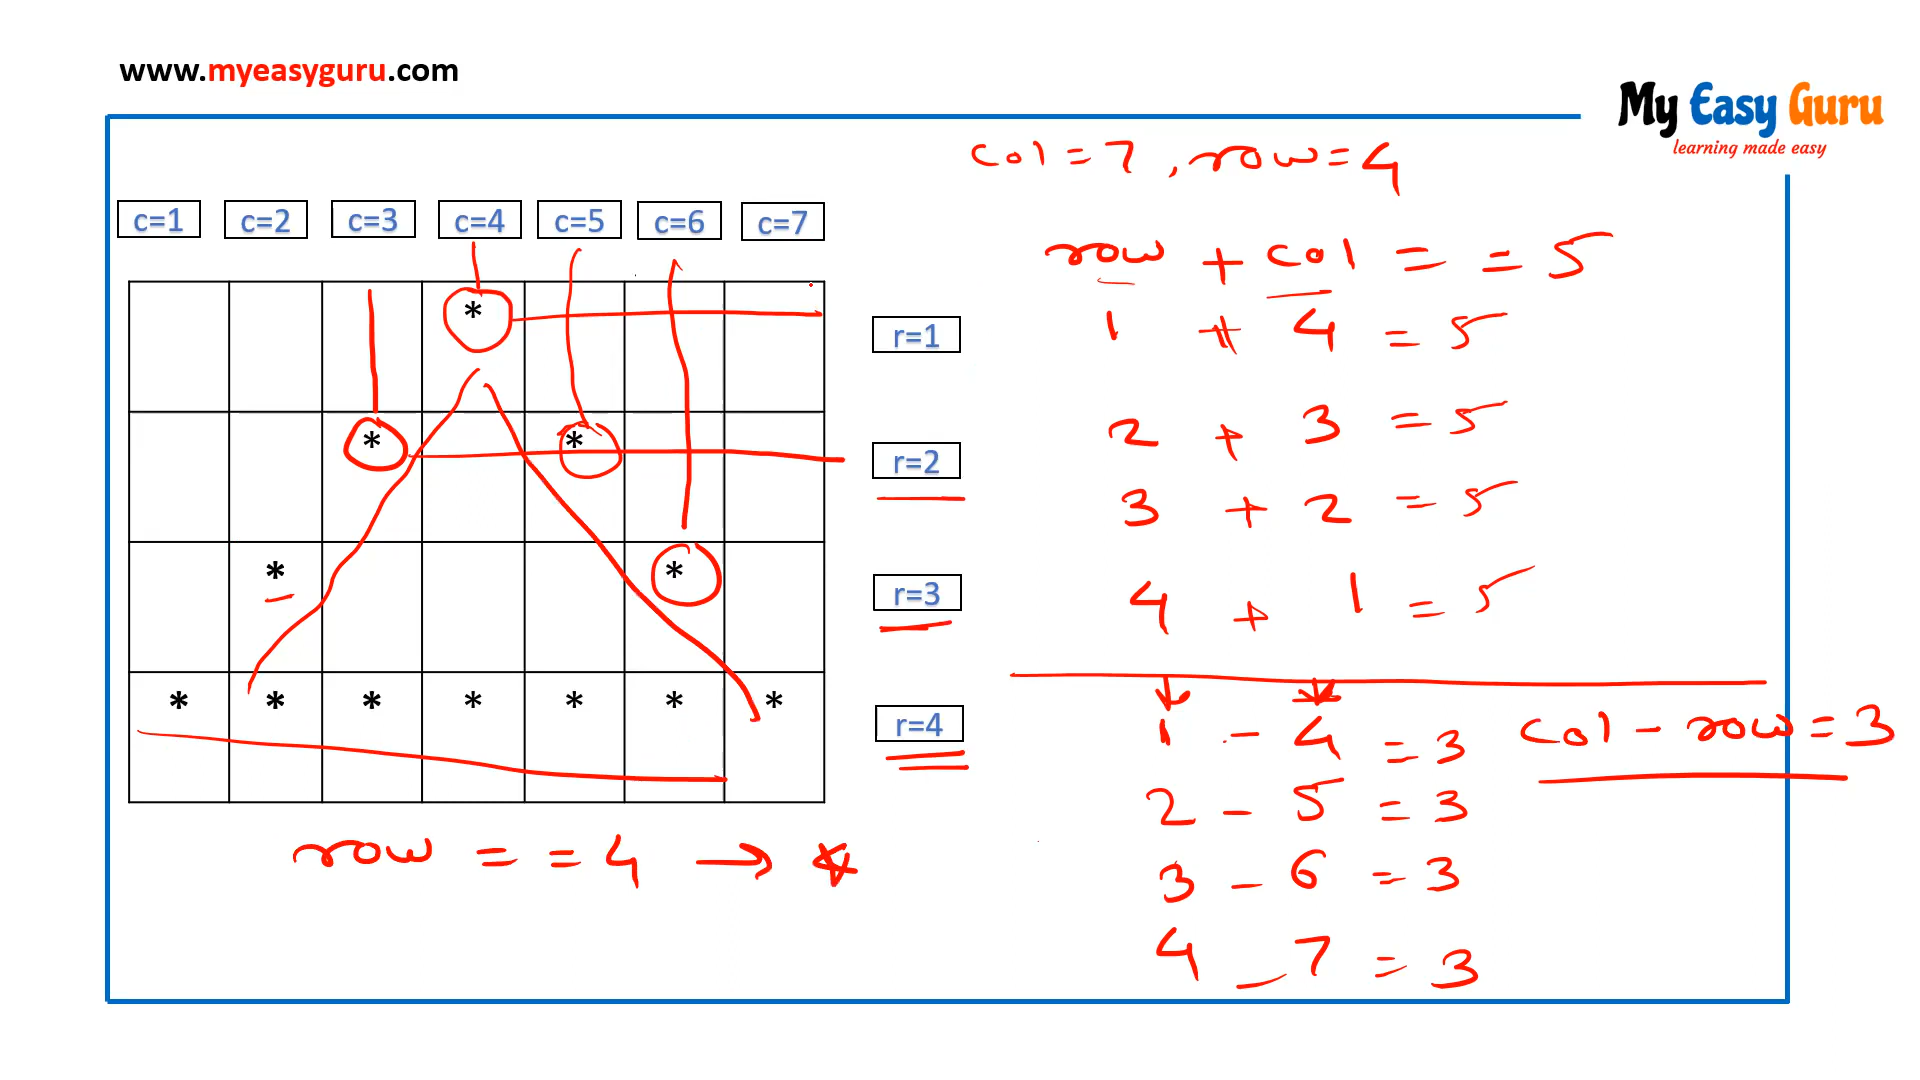 www.myeasyguru.com
My Easy Guru
learning made easy
col = 7, row = 4
c=1 c=2 c=3 c=4 c=5 c=6 c=7
row + col = = 5
*
r=1
1 + 4 = 5
* *
r=2
2 + 3 = 5
3 + 2 = 5
* *
r=3
4 + 1 = 5
* * * * * * *
r=4
1 - 4 = 3
col - row = 3
2 - 5 = 3
row = = 4 → *
3 - 6 = 3
4 - 7 = 3